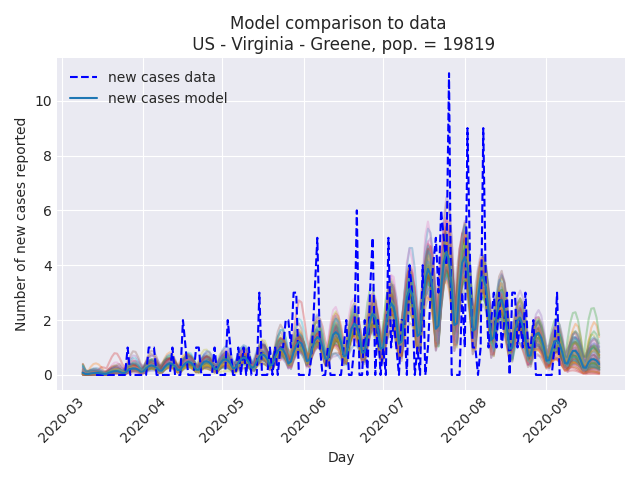 Model comparison to data
US - Virginia - Greene, pop. = 19819
new cases data
new cases model
Number of new cases reported
10
8
6
4
2
0
2020-03
2020-04
2020-05
2020-06
2020-07
2020-08
2020-09
Day